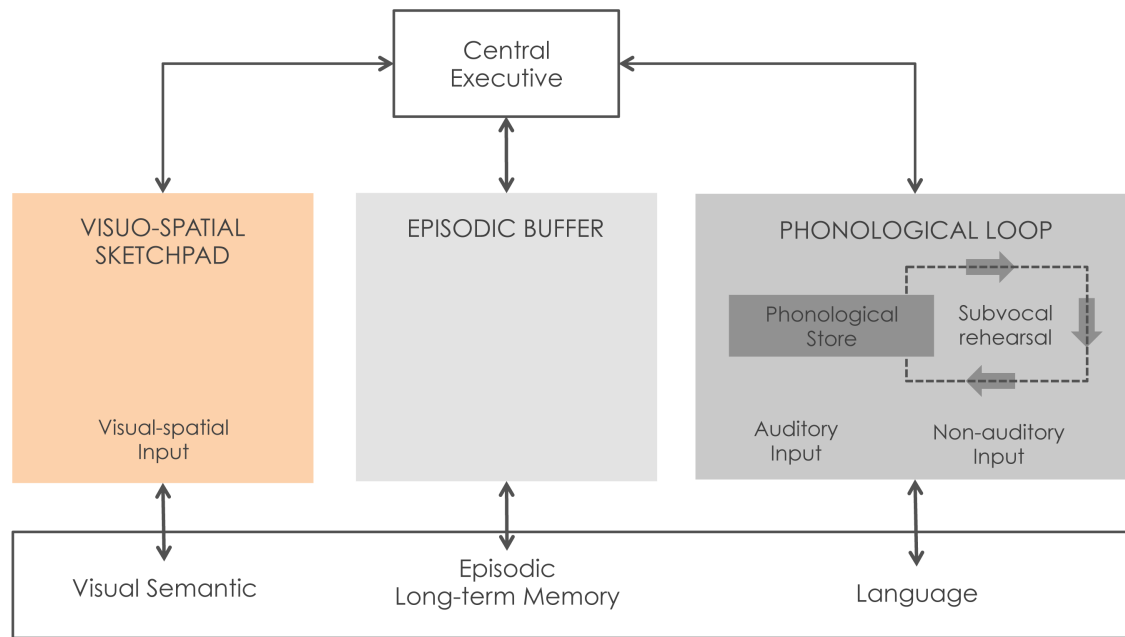 Central
Executive
VISUO-SPATIAL
SKETCHPAD
EPISODIC BUFFER
PHONOLOGICAL LOOP
Phonological
Store
Subvocal
rehearsal
Visual-spatial
Input
Auditory
Input
Non-auditory
Input
Visual Semantic
Episodic
Long-term Memory
Language